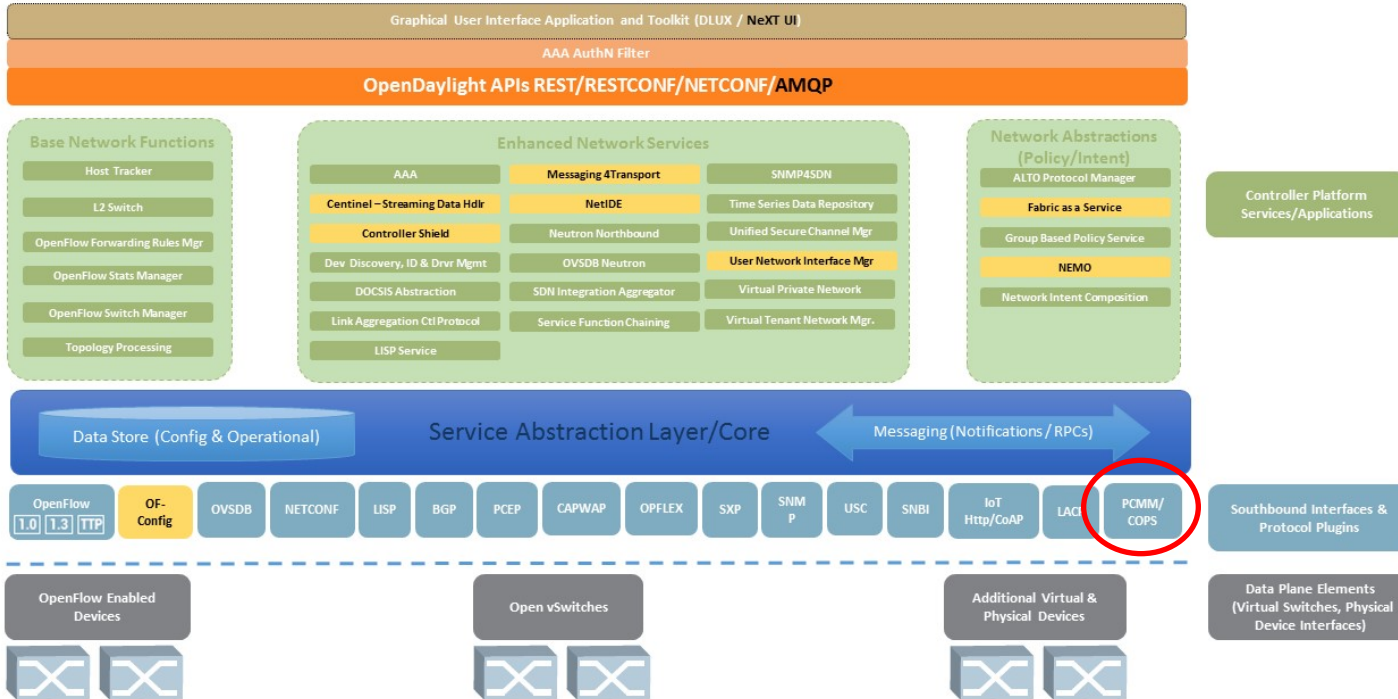 Graphical User Interface Application and Toolkit (DLUX / NeXT UI)
AAA AuthN Filter
OpenDaylight APIs REST/RESTCONF/NETCONF/AMQP
Base Network Functions
Host Tracker
L2 Switch
OpenFlow Forwarding Rules Mgr
OpenFlow Stats Manager
OpenFlow Switch Manager
Topology Processing
Enhanced Network Services
AAA
Centinel – Streaming Data Hdlr
Controller Shield
Dev Discovery, ID & Drvr Mgmt
DOCSIS Abstraction
Link Aggregation Ctl Protocol
LISP Service
Messaging 4Transport
NetIDE
Neutron Northbound
OVSDB Neutron
SDN Integration Aggregator
Service Function Chaining
SNMP4SDN
Time Series Data Repository
Unified Secure Channel Mgr
User Network Interface Mgr
Virtual Private Network
Virtual Tenant Network Mgr.
Network Abstractions
(Policy/Intent)
ALTO Protocol Manager
Fabric as a Service
Group Based Policy Service
NEMO
Network Intent Composition
Controller Platform
Services/Applications
Data Store (Config & Operational)
Service Abstraction Layer/Core
Messaging (Notifications / RPCs)
OpenFlow
1.0 1.3 TTP
OF-
Config
OVSDB
NETCONF
LISP
BGP
PCEP
CAPWAP
OPFLEX
SXP
SNM
P
USC
SNBI
IoT
Http/CoAP
LACP
PCMM/
COPS
Southbound Interfaces &
Protocol Plugins
OpenFlow Enabled
Devices
Open vSwitches
Additional Virtual &
Physical Devices
Data Plane Elements
(Virtual Switches, Physical
Device Interfaces)